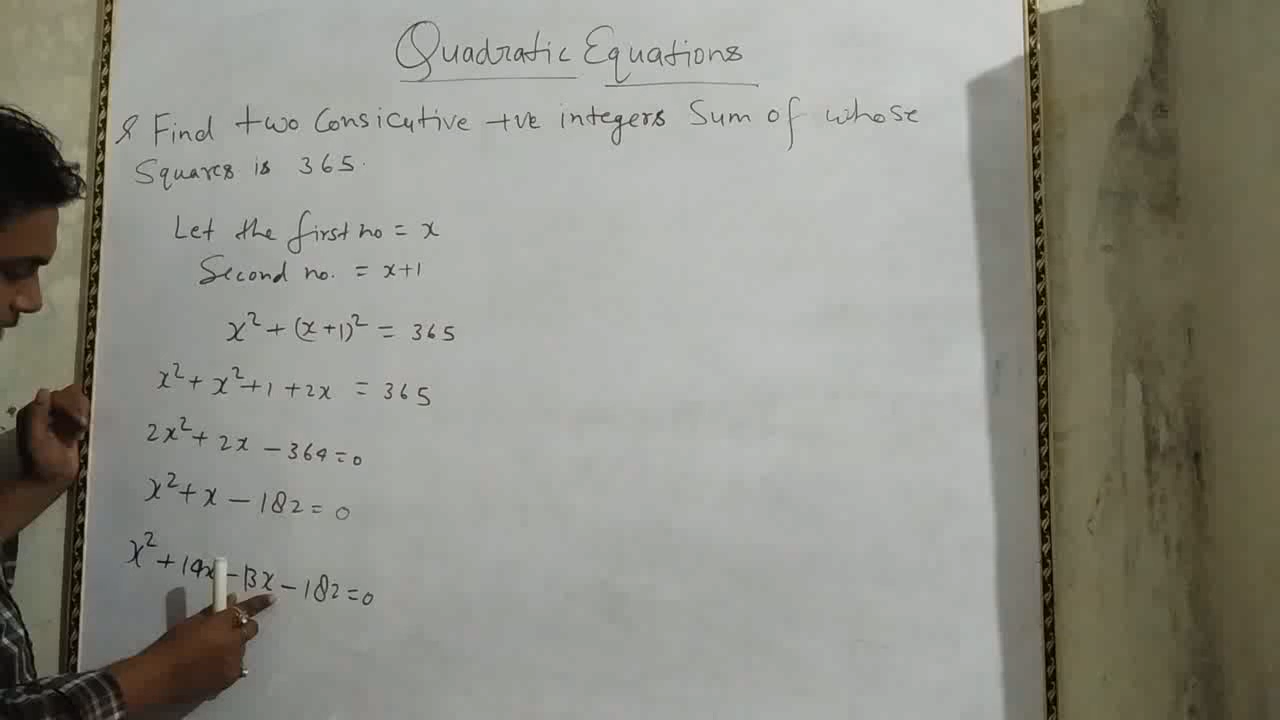 Quadratic Equations
Q Find two Consicutive +ve integers Sum of whose
Squares is 365.
Let the first no = x
Second no. = x+1
x² + (x+1)² = 365
x² + x² + 1 + 2x = 365
2x² + 2x - 364 = 0
x² + x - 182 = 0
x² + 14x - 13x - 182 = 0